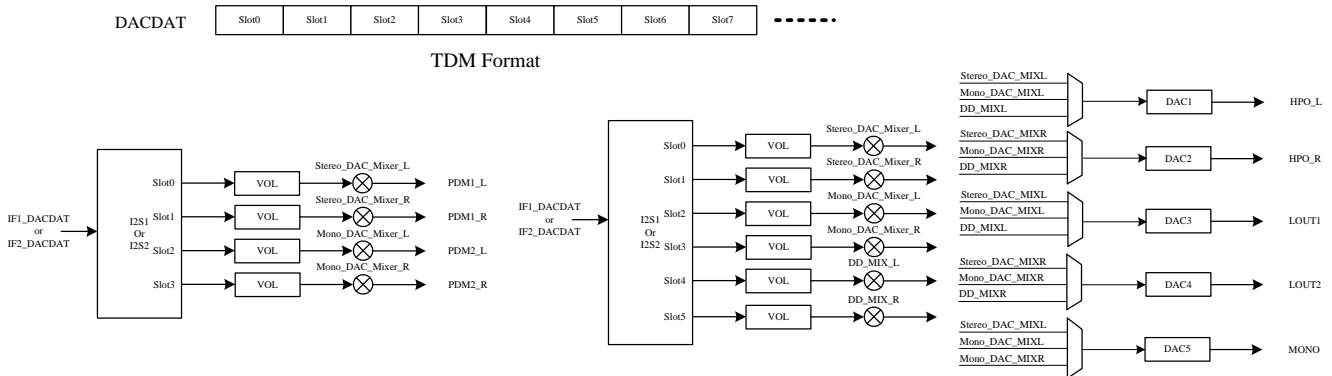 DACDAT
Slot0 Slot1 Slot2 Slot3 Slot4 Slot5 Slot6 Slot7
TDM Format
IF1_DACDAT
or
IF2_DACDAT
I2S1
Or
I2S2
Slot0
VOL
Stereo_DAC_Mixer_L
PDM1_L
Slot1
VOL
Stereo_DAC_Mixer_R
PDM1_R
Slot2
VOL
Mono_DAC_Mixer_L
PDM2_L
Slot3
VOL
Mono_DAC_Mixer_R
PDM2_R
IF1_DACDAT
or
IF2_DACDAT
I2S1
Or
I2S2
Slot0
VOL
Stereo_DAC_Mixer_L
Slot1
VOL
Stereo_DAC_Mixer_R
Slot2
VOL
Mono_DAC_Mixer_L
Slot3
VOL
Mono_DAC_Mixer_R
Slot4
VOL
DD_MIX_L
Slot5
VOL
DD_MIX_R
Stereo_DAC_MIXL
Mono_DAC_MIXL
DD_MIXL
DAC1
HPO_L
Stereo_DAC_MIXR
Mono_DAC_MIXR
DD_MIXR
DAC2
HPO_R
Stereo_DAC_MIXL
Mono_DAC_MIXL
DD_MIXL
DAC3
LOUT1
Stereo_DAC_MIXR
Mono_DAC_MIXR
DD_MIXR
DAC4
LOUT2
Stereo_DAC_MIXL
Mono_DAC_MIXL
Mono_DAC_MIXR
DAC5
MONO